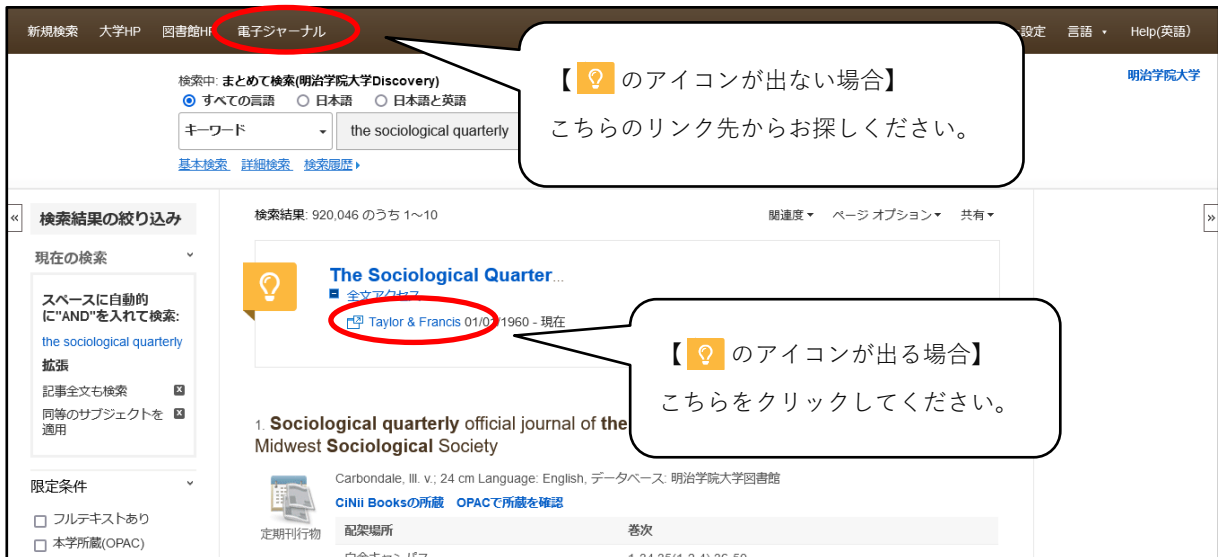 新規検索 大学HP 図書館HP 電子ジャーナル 設定 言語 Help(英語)
【 のアイコンが出ない場合】
こちらのリンク先からお探しください。
明治学院大学
検索中: まとめて検索(明治学院大学Discovery)
すべての言語 日本語 日本語と英語
キーワード the sociological quarterly
基本検索 詳細検索 検索履歴
« 検索結果の絞り込み
検索結果: 920,046 のうち 1～10 関連度 ページ オプション 共有 »
現在の検索
スペースに自動的
に"AND"を入れて検索:
the sociological quarterly
拡張
記事全文も検索
同等のサブジェクトを
適用
The Sociological Quarter...
全文アクセス
Taylor & Francis 01/01/1960 - 現在
【 のアイコンが出る場合】
こちらをクリックしてください。
1. Sociological quarterly official journal of the
Midwest Sociological Society
Carbondale, Ill. v.; 24 cm Language: English, データベース: 明治学院大学図書館
CiNii Booksの所蔵 OPACで所蔵を確認
定期刊行物 配架場所 巻次
限定条件
フルテキストあり
本学所蔵(OPAC)